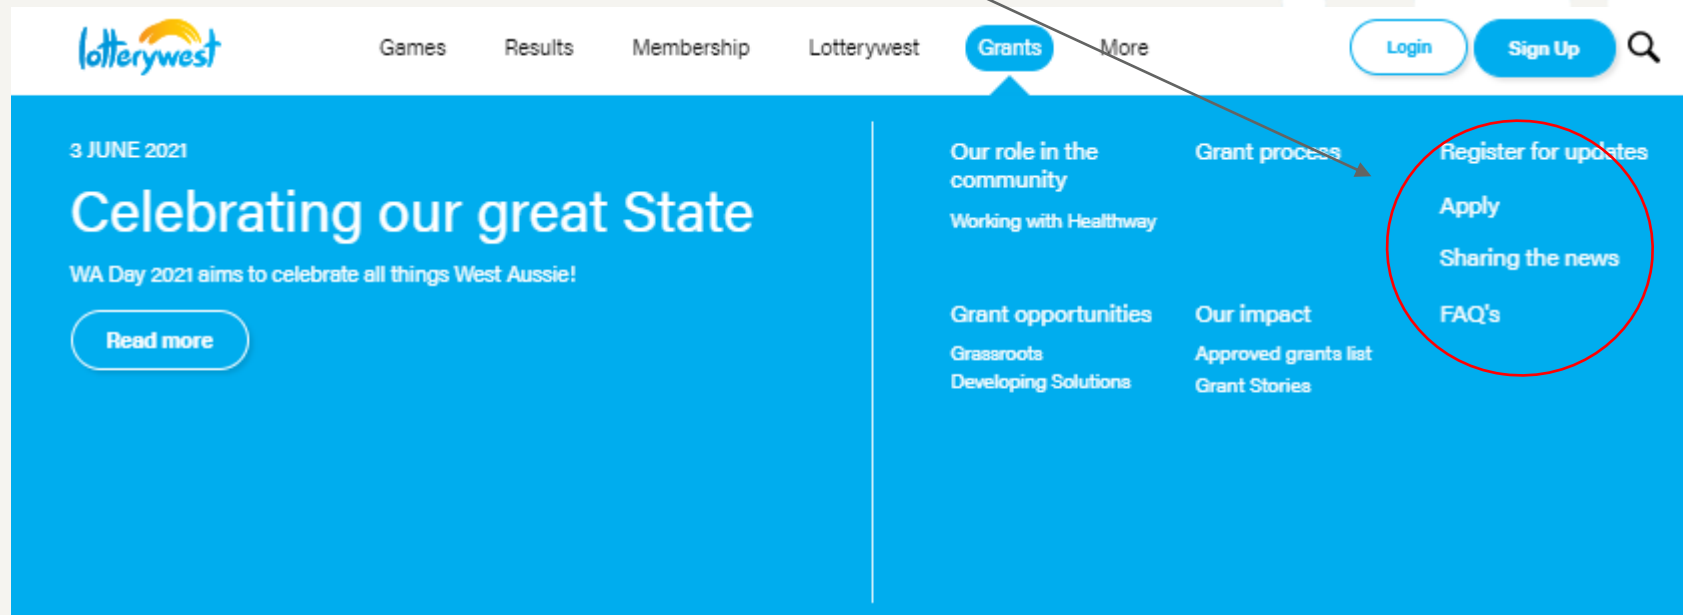 lotterywest
Games
Results
Membership
Lotterywest
Grants
More
Login
Sign Up
3 JUNE 2021
Celebrating our great State
WA Day 2021 aims to celebrate all things West Aussie!
Read more
Our role in the
community
Working with Healthway
Grant process
Register for updates
Apply
Sharing the news
FAQ's
Grant opportunities
Grassroots
Developing Solutions
Our impact
Approved grants list
Grant Stories